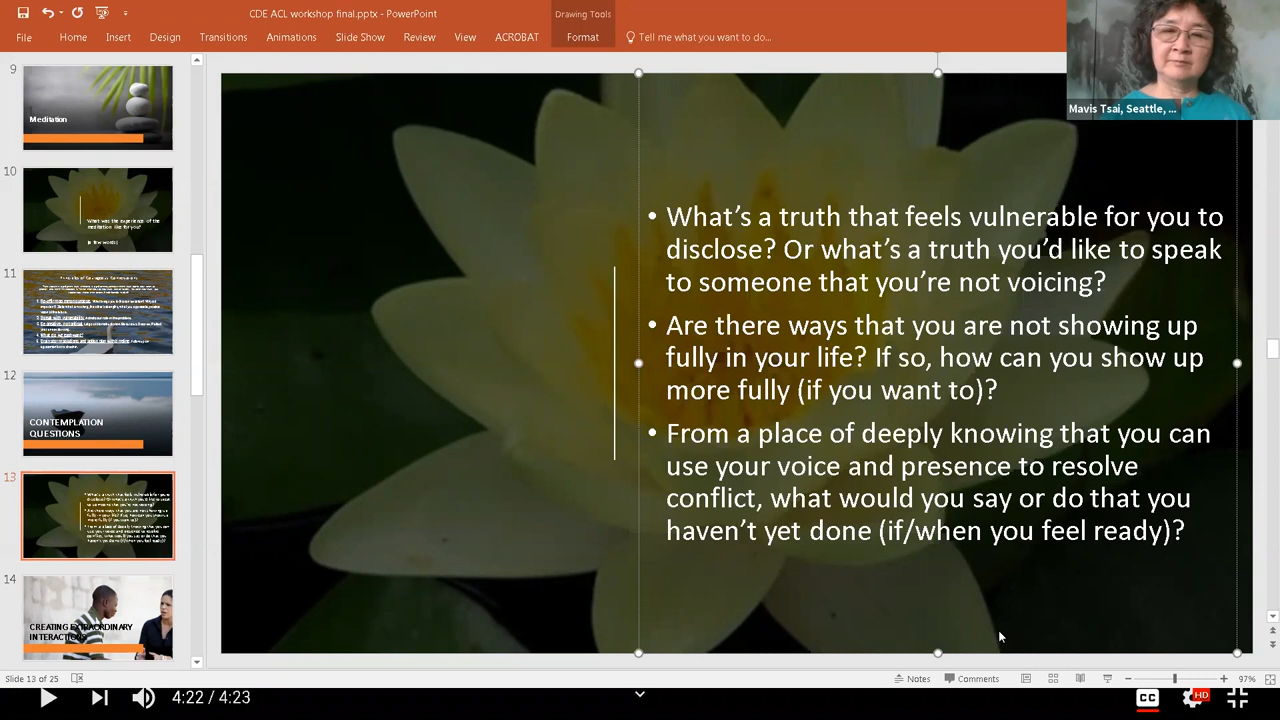 CDE ACL workshop final.pptx - PowerPoint
Drawing Tools
File
Home
Insert
Design
Transitions
Animations
Slide Show
Review
View
ACROBAT
Format
Tell me what you want to do...
Mavis Tsai, Seattle, ...
9
Meditation
10
What was the experience of the
meditation like for you?
(a few words)
11
Principles of Courageous Conversations
12
CONTEMPLATION
QUESTIONS
13
14
CREATING EXTRAORDINARY
INTERACTIONS
• What's a truth that feels vulnerable for you to
disclose? Or what's a truth you'd like to speak
to someone that you're not voicing?
• Are there ways that you are not showing up
fully in your life? If so, how can you show up
more fully (if you want to)?
• From a place of deeply knowing that you can
use your voice and presence to resolve
conflict, what would you say or do that you
haven't yet done (if/when you feel ready)?
Slide 13 of 25
Notes
Comments
97%
4:22 / 4:23
CC
HD